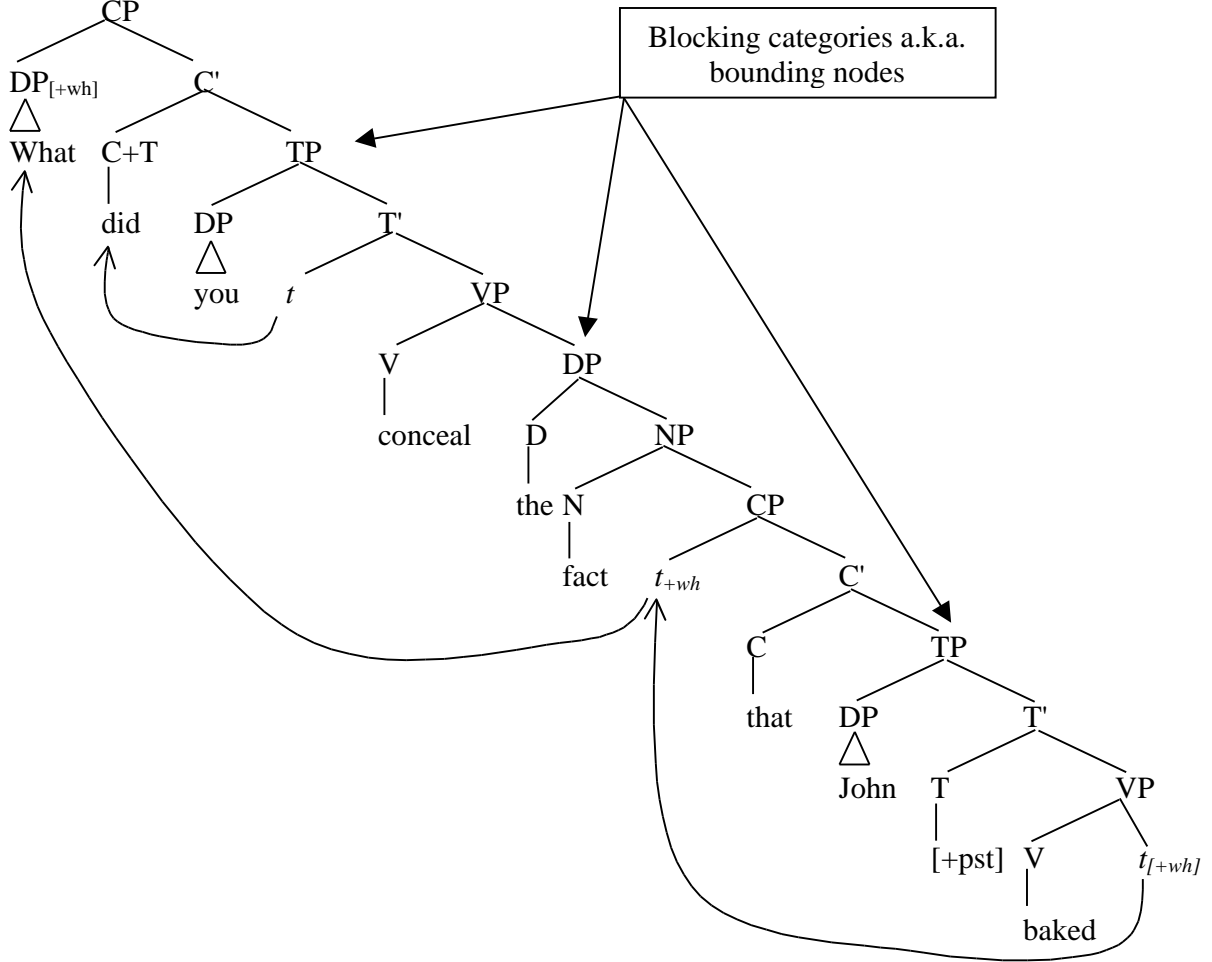 CP
Blocking categories a.k.a.
bounding nodes
DP[+wh] C'
What C+T TP
did DP T'
you t VP
V DP
conceal D NP
the N CP
fact t+wh C'
C TP
that DP T'
John T VP
[+pst] V t[+wh]
baked